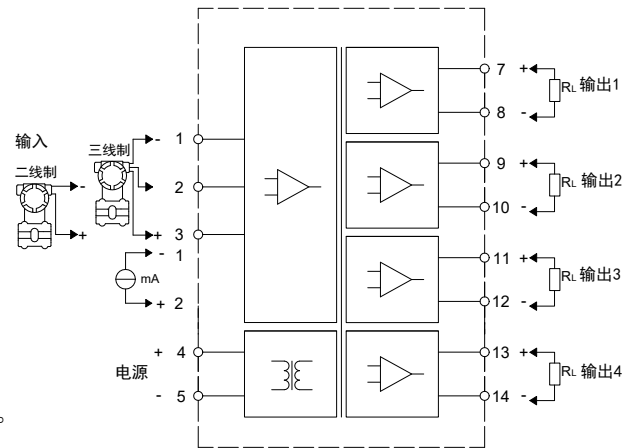 7 + RL 输出1
8 -
输入
三线制
- 1
二线制
-
2
+
+ 3
9 + RL 输出2
10 -
- 1
mA
+ 2
11 + RL 输出3
12 -
+ 4
电源
- 5
13 + RL 输出4
14 -
。